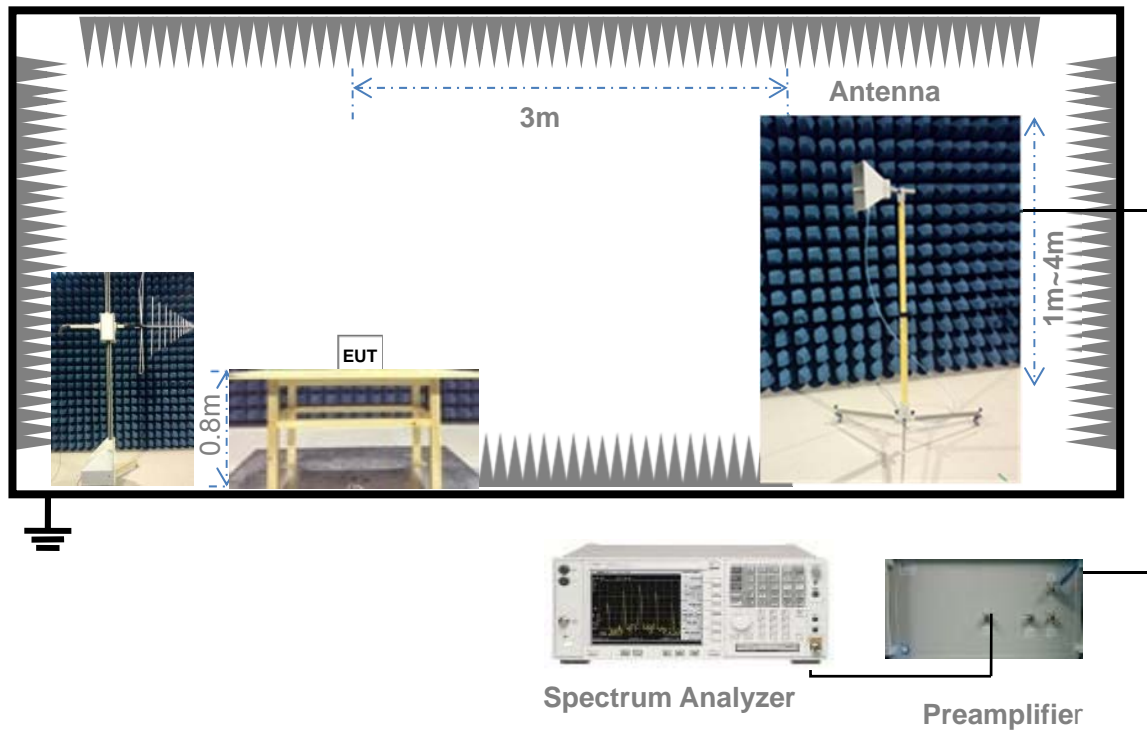 3m
Antenna
1m~4m
EUT
0.8m
Spectrum Analyzer
Preamplifier